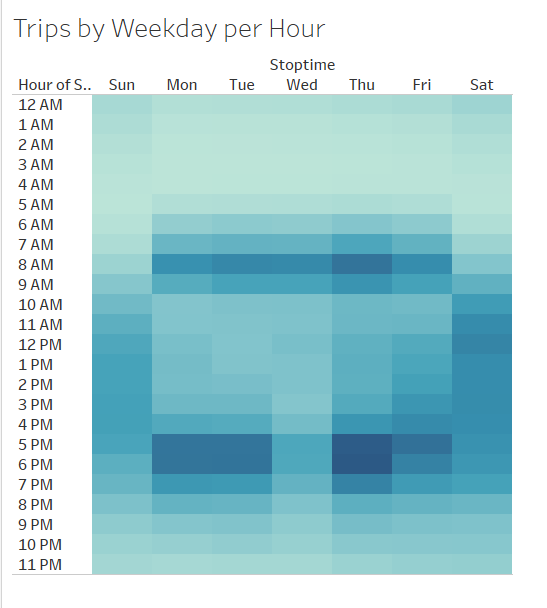 Trips by Weekday per Hour
Stoptime
Hour of S.. Sun Mon Tue Wed Thu Fri Sat
12 AM
1 AM
2 AM
3 AM
4 AM
5 AM
6 AM
7 AM
8 AM
9 AM
10 AM
11 AM
12 PM
1 PM
2 PM
3 PM
4 PM
5 PM
6 PM
7 PM
8 PM
9 PM
10 PM
11 PM